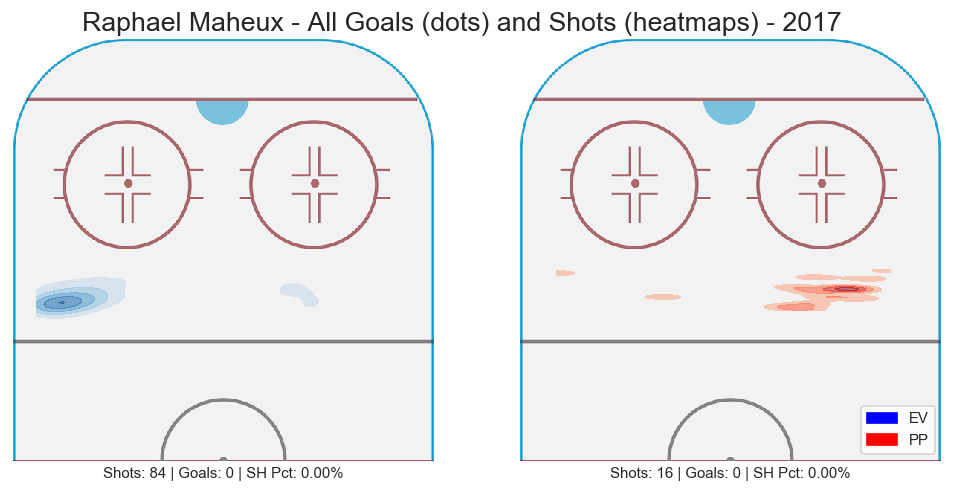 Raphael Maheux - All Goals (dots) and Shots (heatmaps) - 2017
EV
PP
Shots: 84 | Goals: 0 | SH Pct: 0.00%
Shots: 16 | Goals: 0 | SH Pct: 0.00%